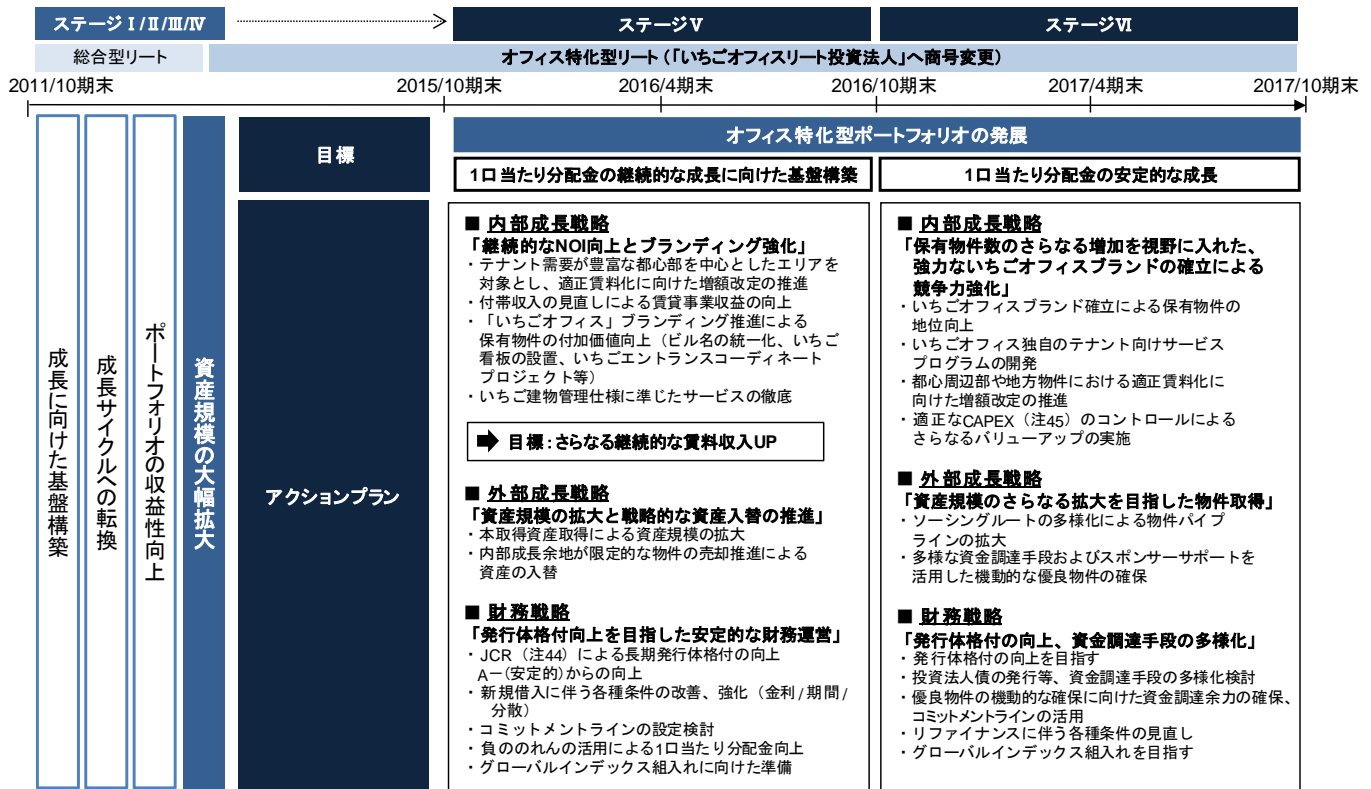 ステージⅠ/Ⅱ/Ⅲ/Ⅳ
ステージⅤ
ステージⅥ
総合型リート
オフィス特化型リート(「いちごオフィスリート投資法人」へ商号変更)
2011/10期末
2015/10期末
2016/4期末
2016/10期末
2017/4期末
2017/10期末
成長に向けた基盤構築
成長サイクルへの転換
ポートフォリオの収益性向上
資産規模の大幅拡大
目標
オフィス特化型ポートフォリオの発展
1口当たり分配金の継続的な成長に向けた基盤構築
1口当たり分配金の安定的な成長
アクションプラン
■ 内部成長戦略
「継続的なNOI向上とブランディング強化」
・テナント需要が豊富な都心部を中心としたエリアを
対象とし、適正賃料化に向けた増額改定の推進
・付帯収入の見直しによる賃貸事業収益の向上
・「いちごオフィス」ブランディング推進による
保有物件の付加価値向上(ビル名の統一化、いちご
看板の設置、いちごエントランスコーディネート
プロジェクト等)
・いちご建物管理仕様に準じたサービスの徹底
➡ 目標:さらなる継続的な賃料収入UP
■ 外部成長戦略
「資産規模の拡大と戦略的な資産入替の推進」
・本取得資産取得による資産規模の拡大
・内部成長余地が限定的な物件の売却推進による
資産の入替
■ 財務戦略
「発行体格付向上を目指した安定的な財務運営」
・JCR(注44)による長期発行体格付の向上
A－(安定的)からの向上
・新規借入に伴う各種条件の改善、強化(金利/期間/
分散)
・コミットメントラインの設定検討
・負ののれんの活用による1口当たり分配金向上
・グローバルインデックス組入れに向けた準備
■ 内部成長戦略
「保有物件数のさらなる増加を視野に入れた、
強力ないちごオフィスブランドの確立による
競争力強化」
・いちごオフィスブランド確立による保有物件の
地位向上
・いちごオフィス独自のテナント向けサービス
プログラムの開発
・都心周辺部や地方物件における適正賃料化に
向けた増額改定の推進
・適正なCAPEX(注45)のコントロールによる
さらなるバリューアップの実施
■ 外部成長戦略
「資産規模のさらなる拡大を目指した物件取得」
・ソーシングルートの多様化による物件パイプ
ラインの拡大
・多様な資金調達手段およびスポンサーサポートを
活用した機動的な優良物件の確保
■ 財務戦略
「発行体格付の向上、資金調達手段の多様化」
・発行体格付の向上を目指す
・投資法人債の発行等、資金調達手段の多様化検討
・優良物件の機動的な確保に向けた資金調達余力の確保、
コミットメントラインの活用
・リファイナンスに伴う各種条件の見直し
・グローバルインデックス組入れを目指す